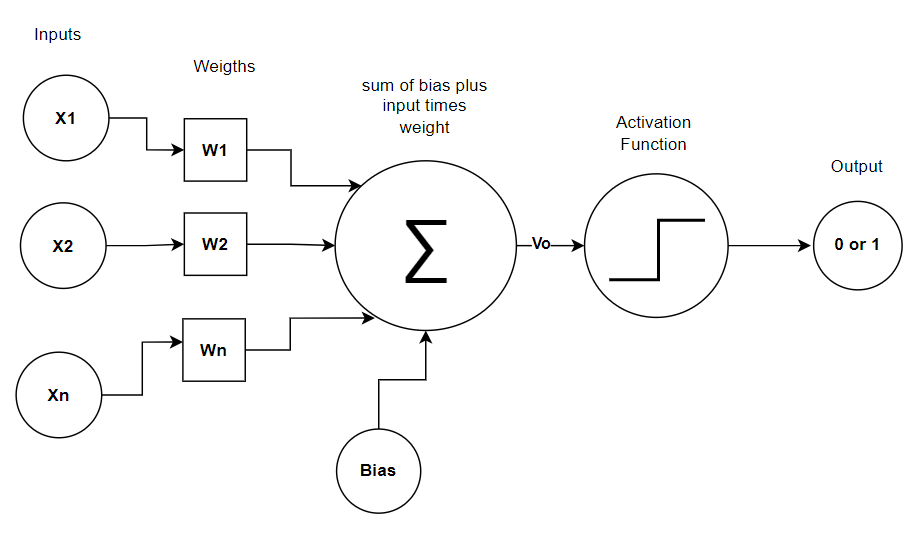 Inputs
Weigths
sum of bias plus
input times
weight
Activation
Function
Output
X1
W1
X2
W2
Σ
Vo
0 or 1
Xn
Wn
Bias